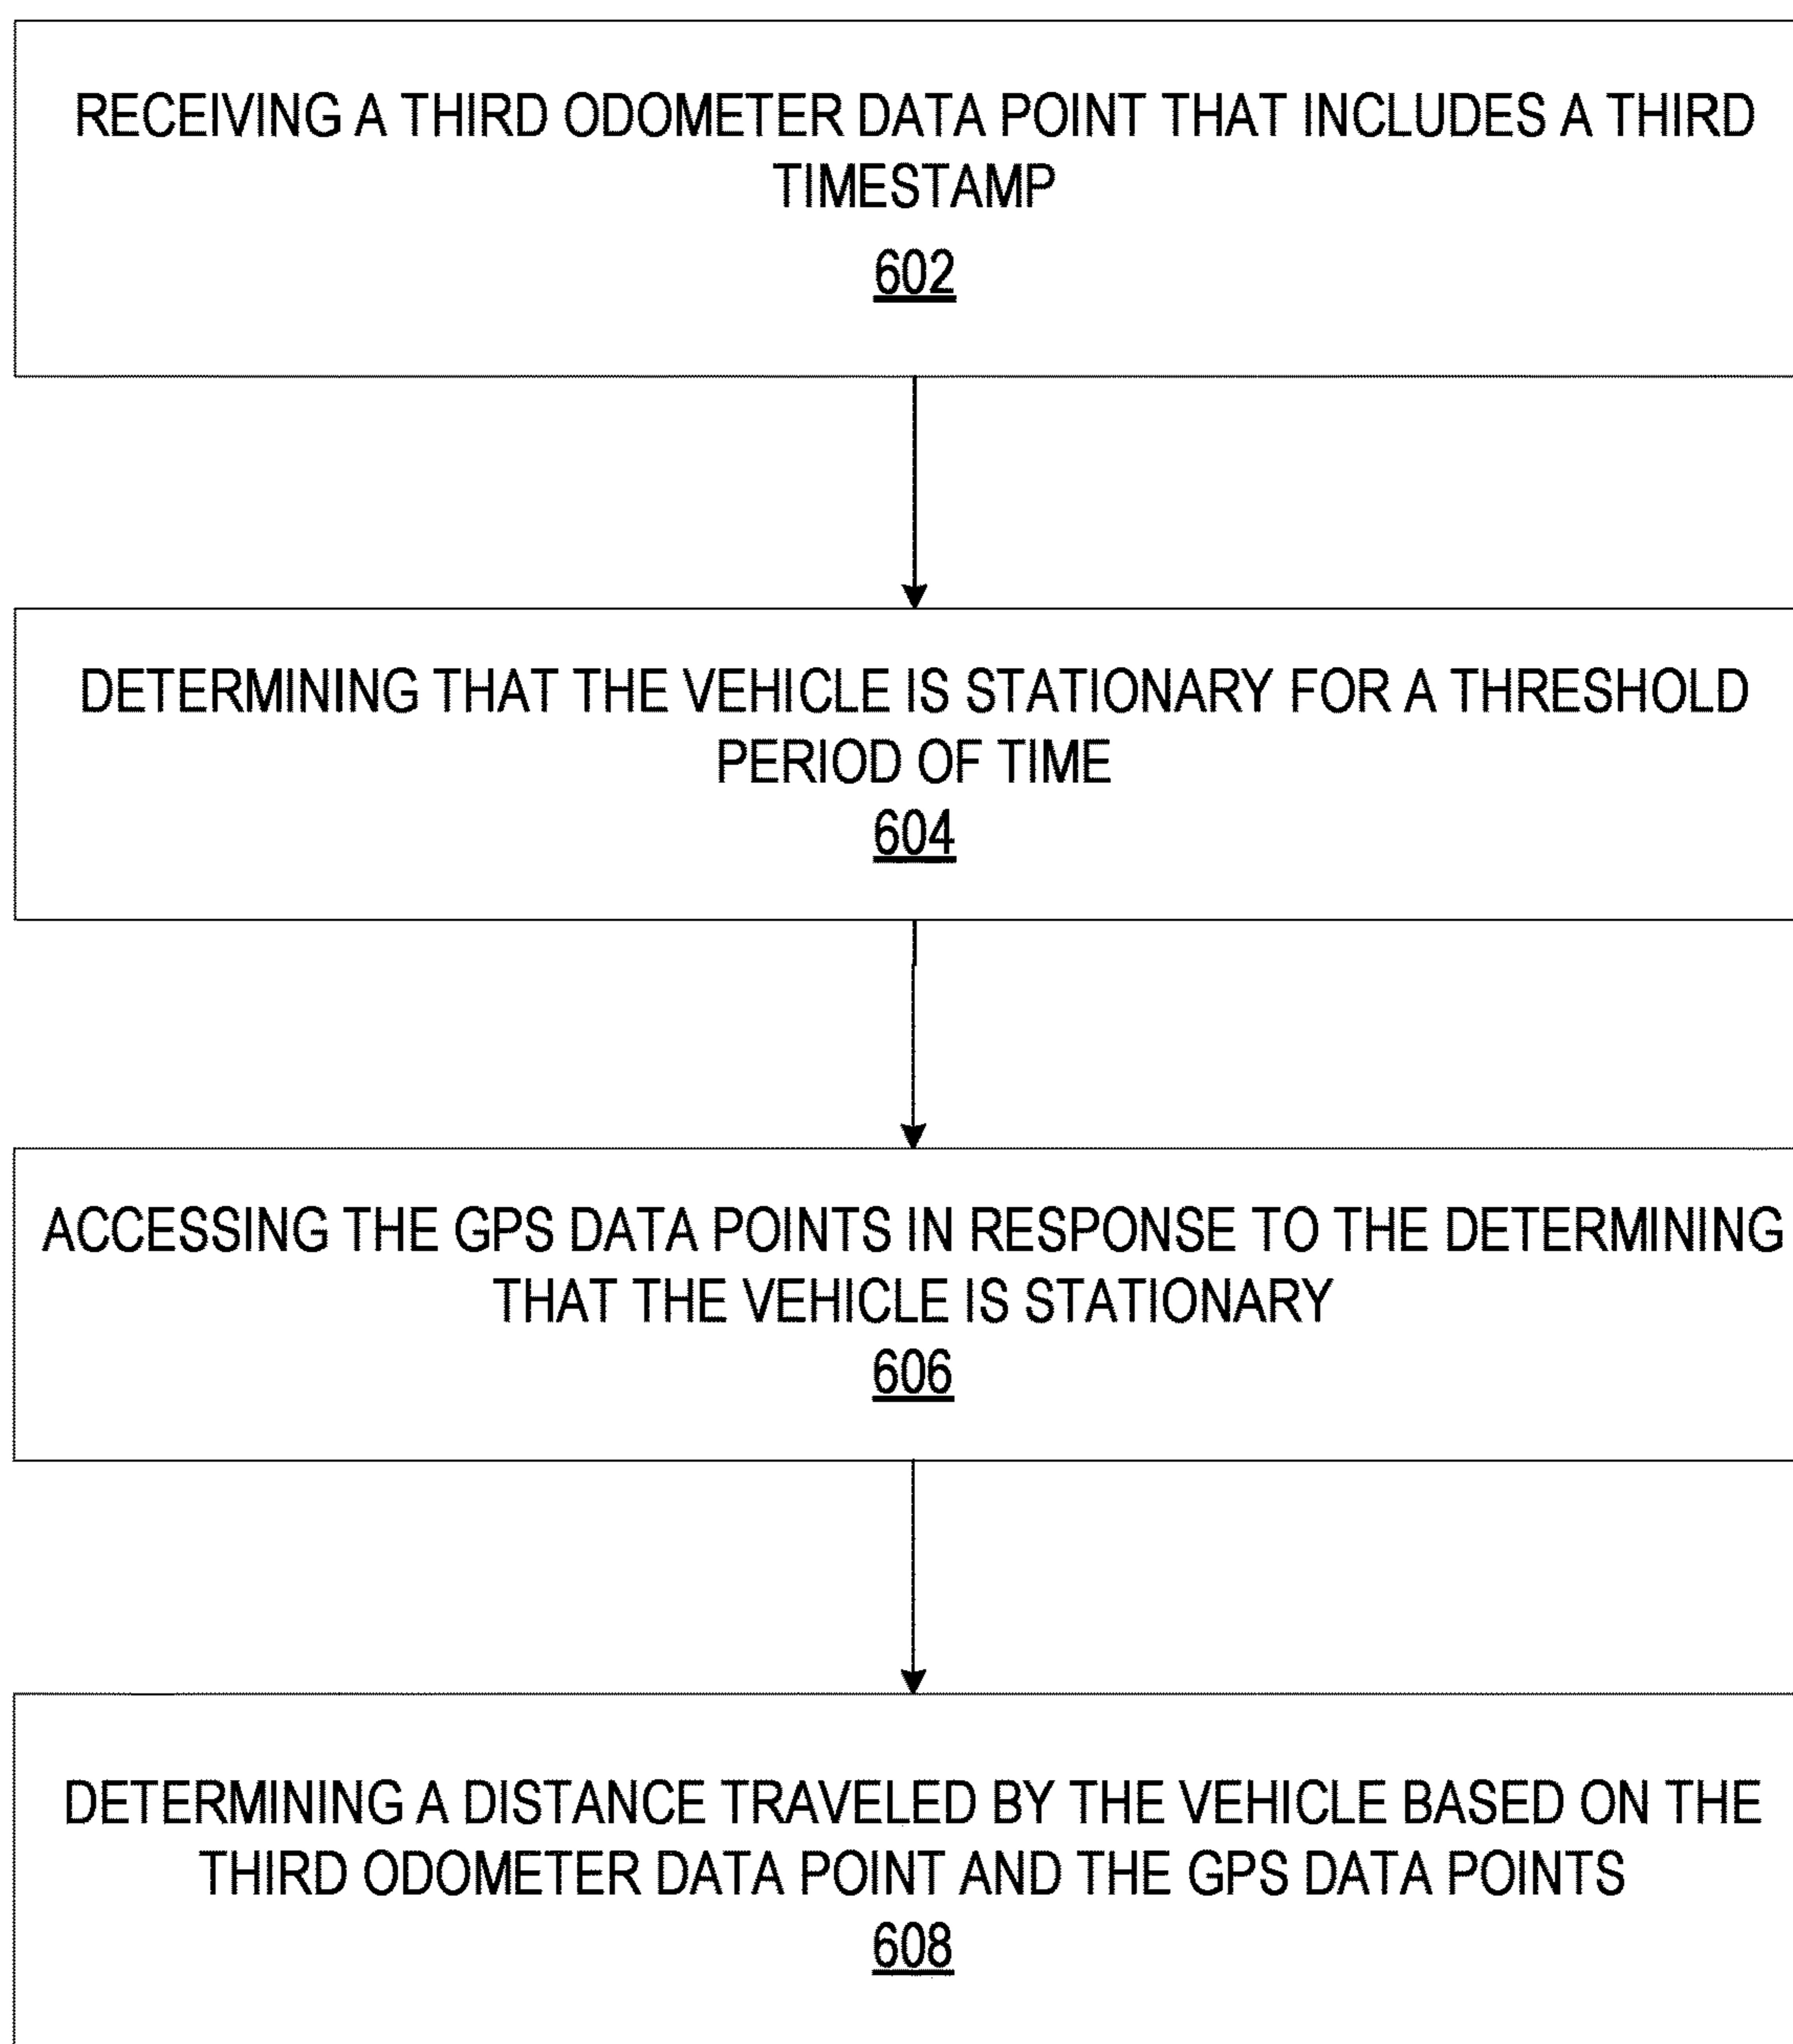 RECEIVING A THIRD ODOMETER DATA POINT THAT INCLUDES A THIRD
TIMESTAMP
602
DETERMINING THAT THE VEHICLE IS STATIONARY FOR A THRESHOLD
PERIOD OF TIME
604
ACCESSING THE GPS DATA POINTS IN RESPONSE TO THE DETERMINING
THAT THE VEHICLE IS STATIONARY
606
DETERMINING A DISTANCE TRAVELED BY THE VEHICLE BASED ON THE
THIRD ODOMETER DATA POINT AND THE GPS DATA POINTS
608